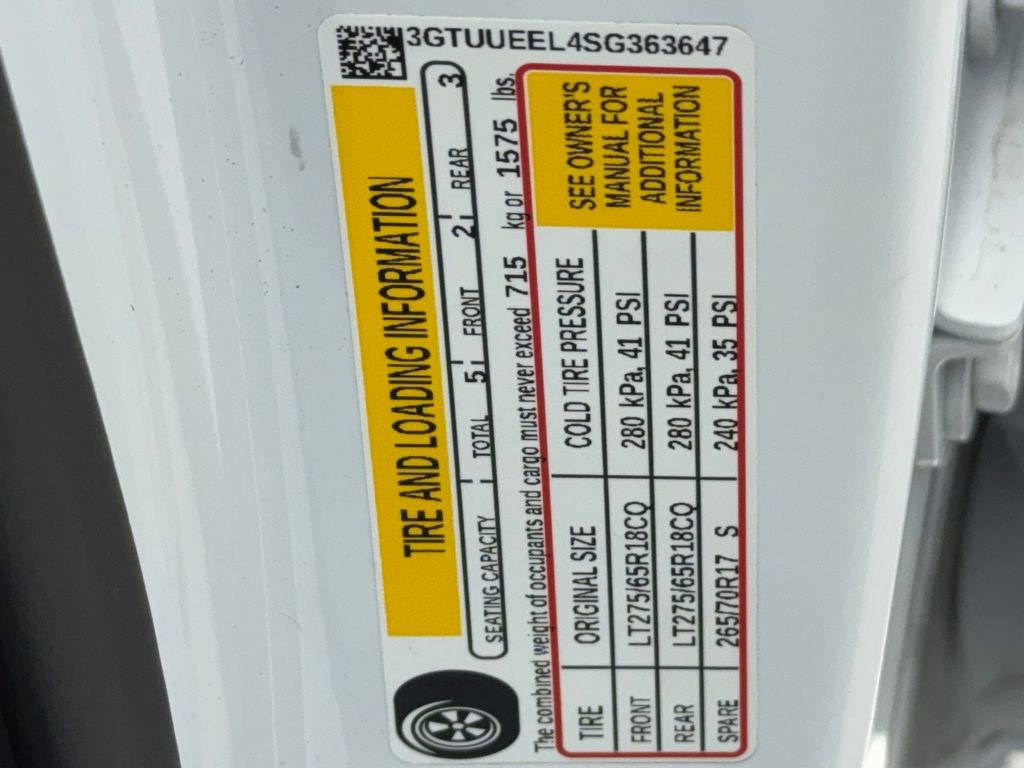 3GTUUEEL4SG363647
TIRE AND LOADING INFORMATION
SEATING CAPACITY TOTAL 5 FRONT 2 REAR 3
The combined weight of occupants and cargo must never exceed 715 kg or 1575 lbs.
TIRE ORIGINAL SIZE COLD TIRE PRESSURE
FRONT LT275/65R18CQ 280 kPa, 41 PSI
REAR LT275/65R18CQ 280 kPa, 41 PSI
SPARE 265/70R17 S 240 kPa, 35 PSI
SEE OWNER'S
MANUAL FOR
ADDITIONAL
INFORMATION